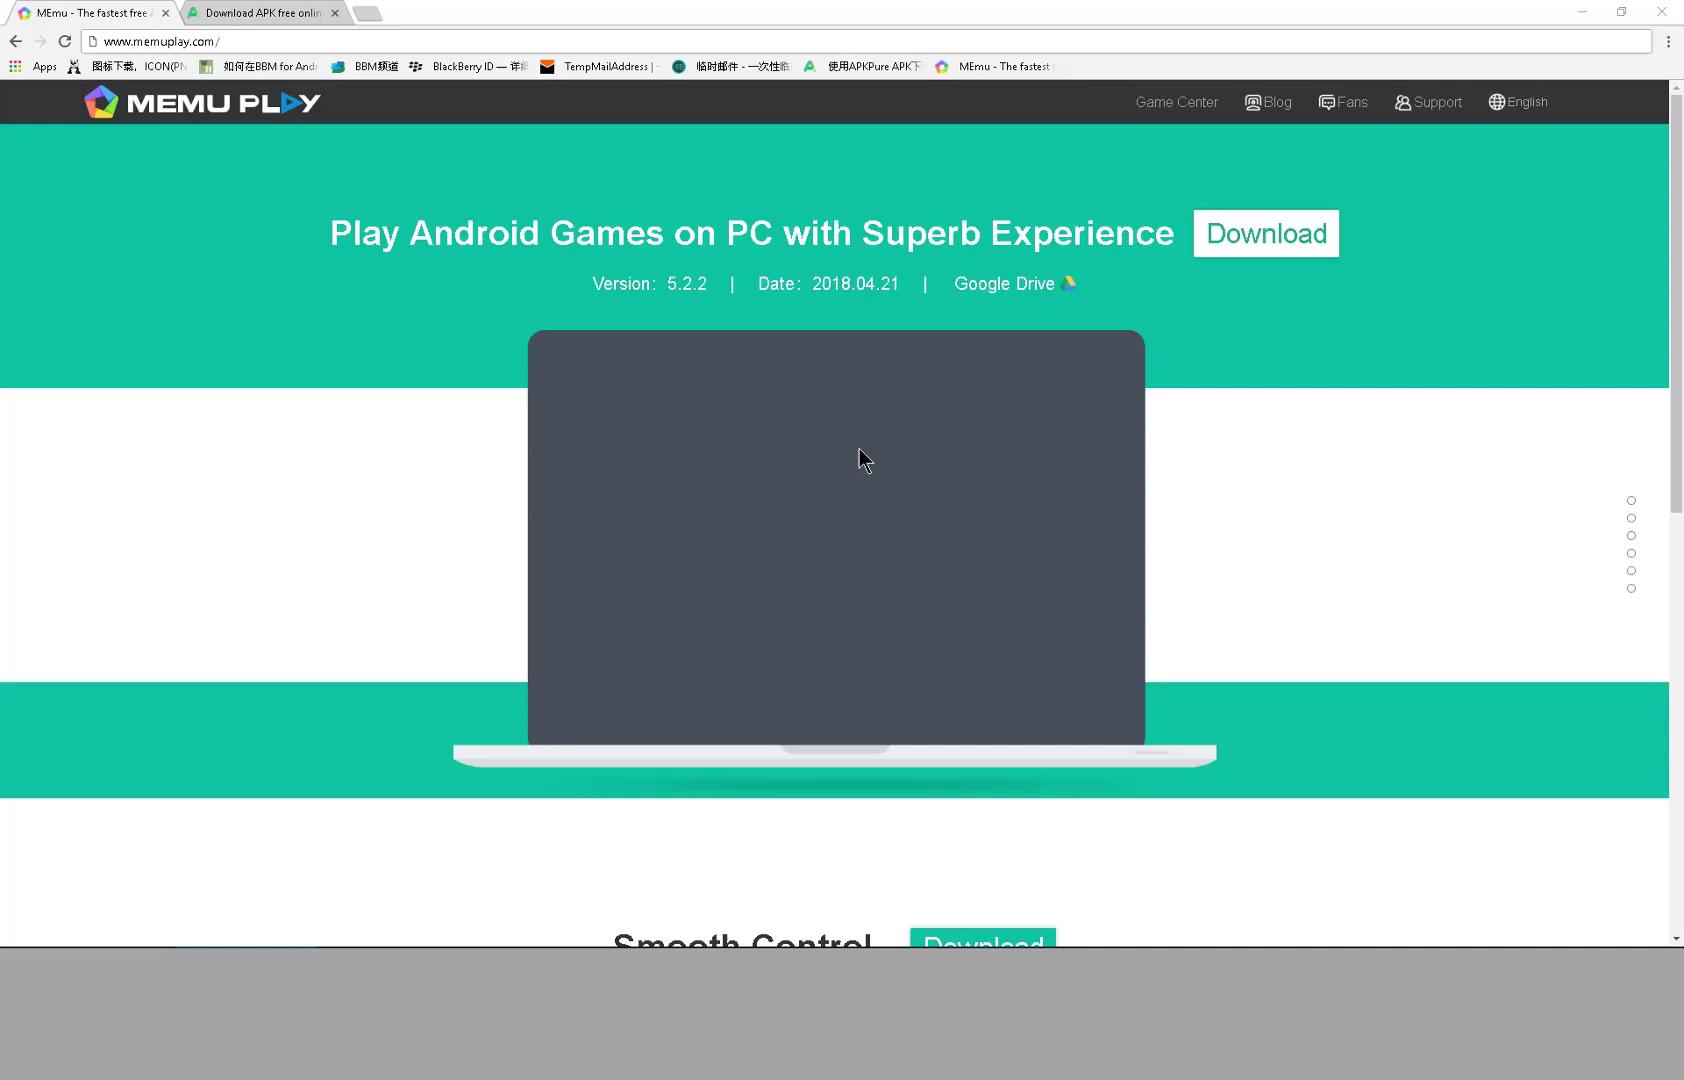 MEmu - The fastest free A
Download APK free onlin
www.memuplay.com/
Apps
图标下载, ICON(PN
如何在BBM for Andr
BBM频道
BlackBerry ID — 详细
TempMailAddress | -
临时邮件 - 一次性临
使用APKPure APK下
MEmu - The fastest f
MEMU PLAY
Game Center
Blog
Fans
Support
English
Play Android Games on PC with Superb Experience
Download
Version: 5.2.2 | Date: 2018.04.21 | Google Drive
Smooth Control
Download